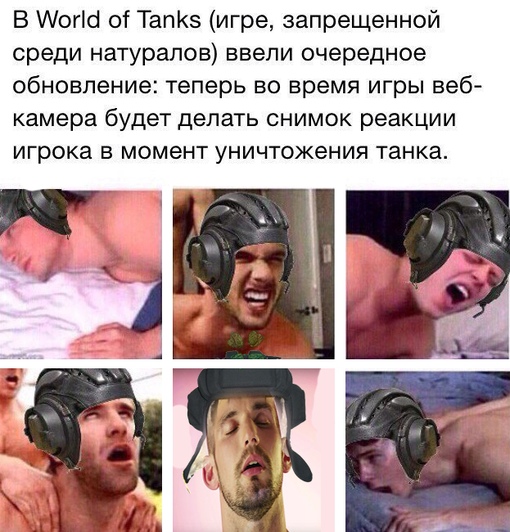 В World of Tanks (игре, запрещенной
среди натуралов) ввели очередное
обновление: теперь во время игры веб-
камера будет делать снимок реакции
игрока в момент уничтожения танка.